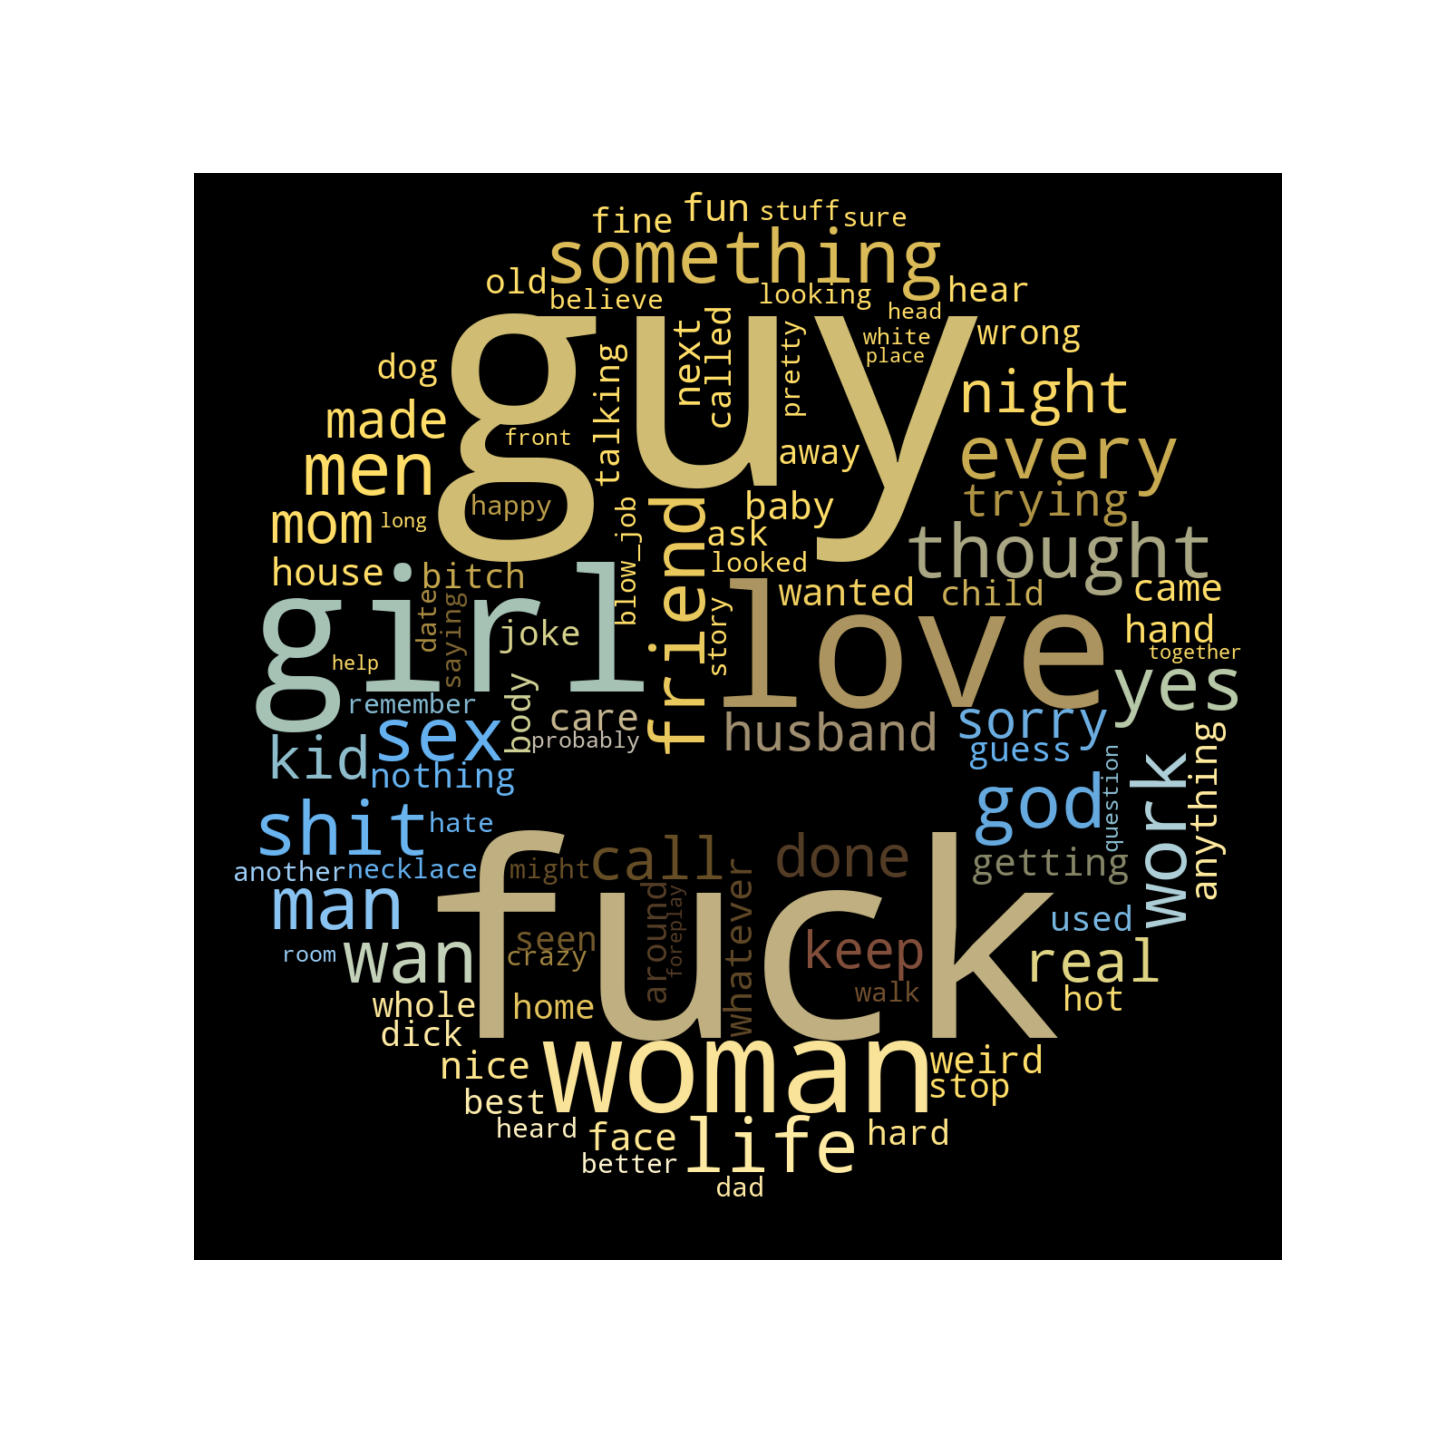 fine fun stuff sure
something
old believe looking hear
guy
head
white
place
wrong
next
called
pretty
talking
dog
night
made
front
away
every
men
happy
baby
trying
mom long
blow_job
friend
ask
thought
looked
house bitch
date
saying
girl
joke
story
love
wanted child came
hand
together
help
yes
remember
body
care
probably
husband
sorry
guess
sex
kid
nothing
god
question
work
anything
shit hate
another necklace
might call done getting
man
fuck
around
foreplay
whatever
seen
crazy
keep
used
room wan
real
walk
hot
whole home
dick
nice woman weird
stop
best
heard face life hard
better
dad